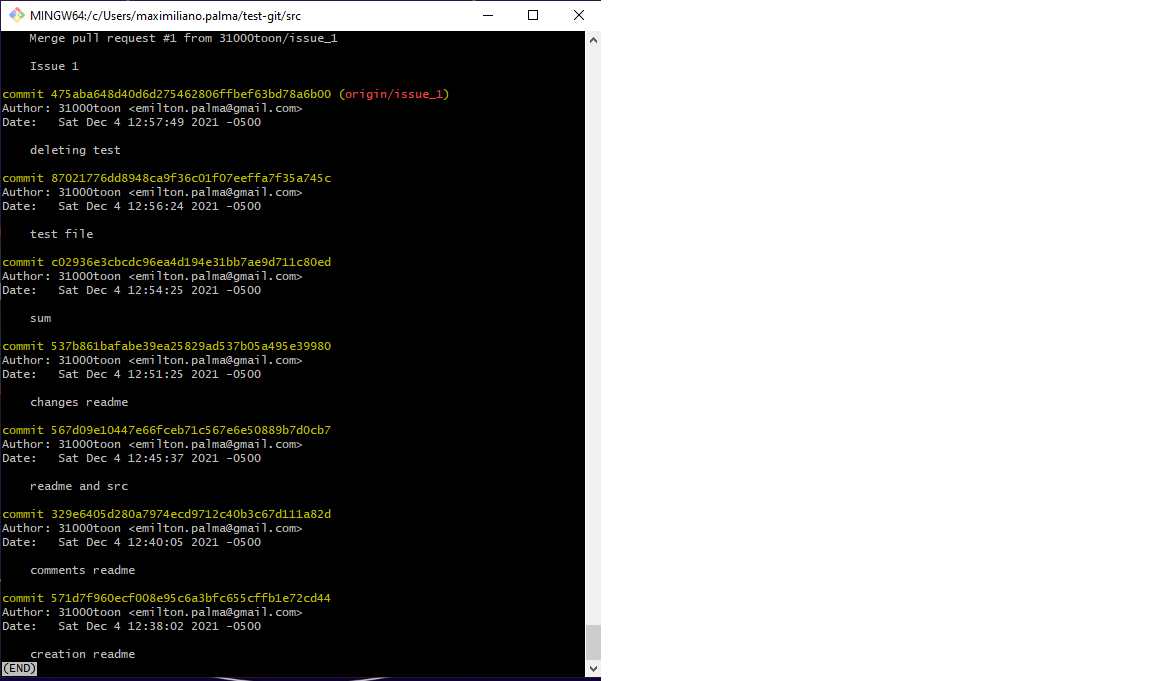 MINGW64:/c/Users/maximiliano.palma/test-git/src
Merge pull request #1 from 31000toon/issue_1
Issue 1
commit 475aba648d40d6d275462806ffbef63bd78a6b00 (origin/issue_1)
Author: 31000toon <emilton.palma@gmail.com>
Date:   Sat Dec 4 12:57:49 2021 -0500
deleting test
commit 87021776dd8948ca9f36c01f07eeffa7f35a745c
Author: 31000toon <emilton.palma@gmail.com>
Date:   Sat Dec 4 12:56:24 2021 -0500
test file
commit c02936e3cbcdc96ea4d194e31bb7ae9d711c80ed
Author: 31000toon <emilton.palma@gmail.com>
Date:   Sat Dec 4 12:54:25 2021 -0500
sum
commit 537b861bafabe39ea25829ad537b05a495e39980
Author: 31000toon <emilton.palma@gmail.com>
Date:   Sat Dec 4 12:51:25 2021 -0500
changes readme
commit 567d09e10447e66fceb71c567e6e50889b7d0cb7
Author: 31000toon <emilton.palma@gmail.com>
Date:   Sat Dec 4 12:45:37 2021 -0500
readme and src
commit 329e6405d280a7974ecd9712c40b3c67d111a82d
Author: 31000toon <emilton.palma@gmail.com>
Date:   Sat Dec 4 12:40:05 2021 -0500
comments readme
commit 571d7f960ecf008e95c6a3bfc655cffb1e72cd44
Author: 31000toon <emilton.palma@gmail.com>
Date:   Sat Dec 4 12:38:02 2021 -0500
creation readme
(END)